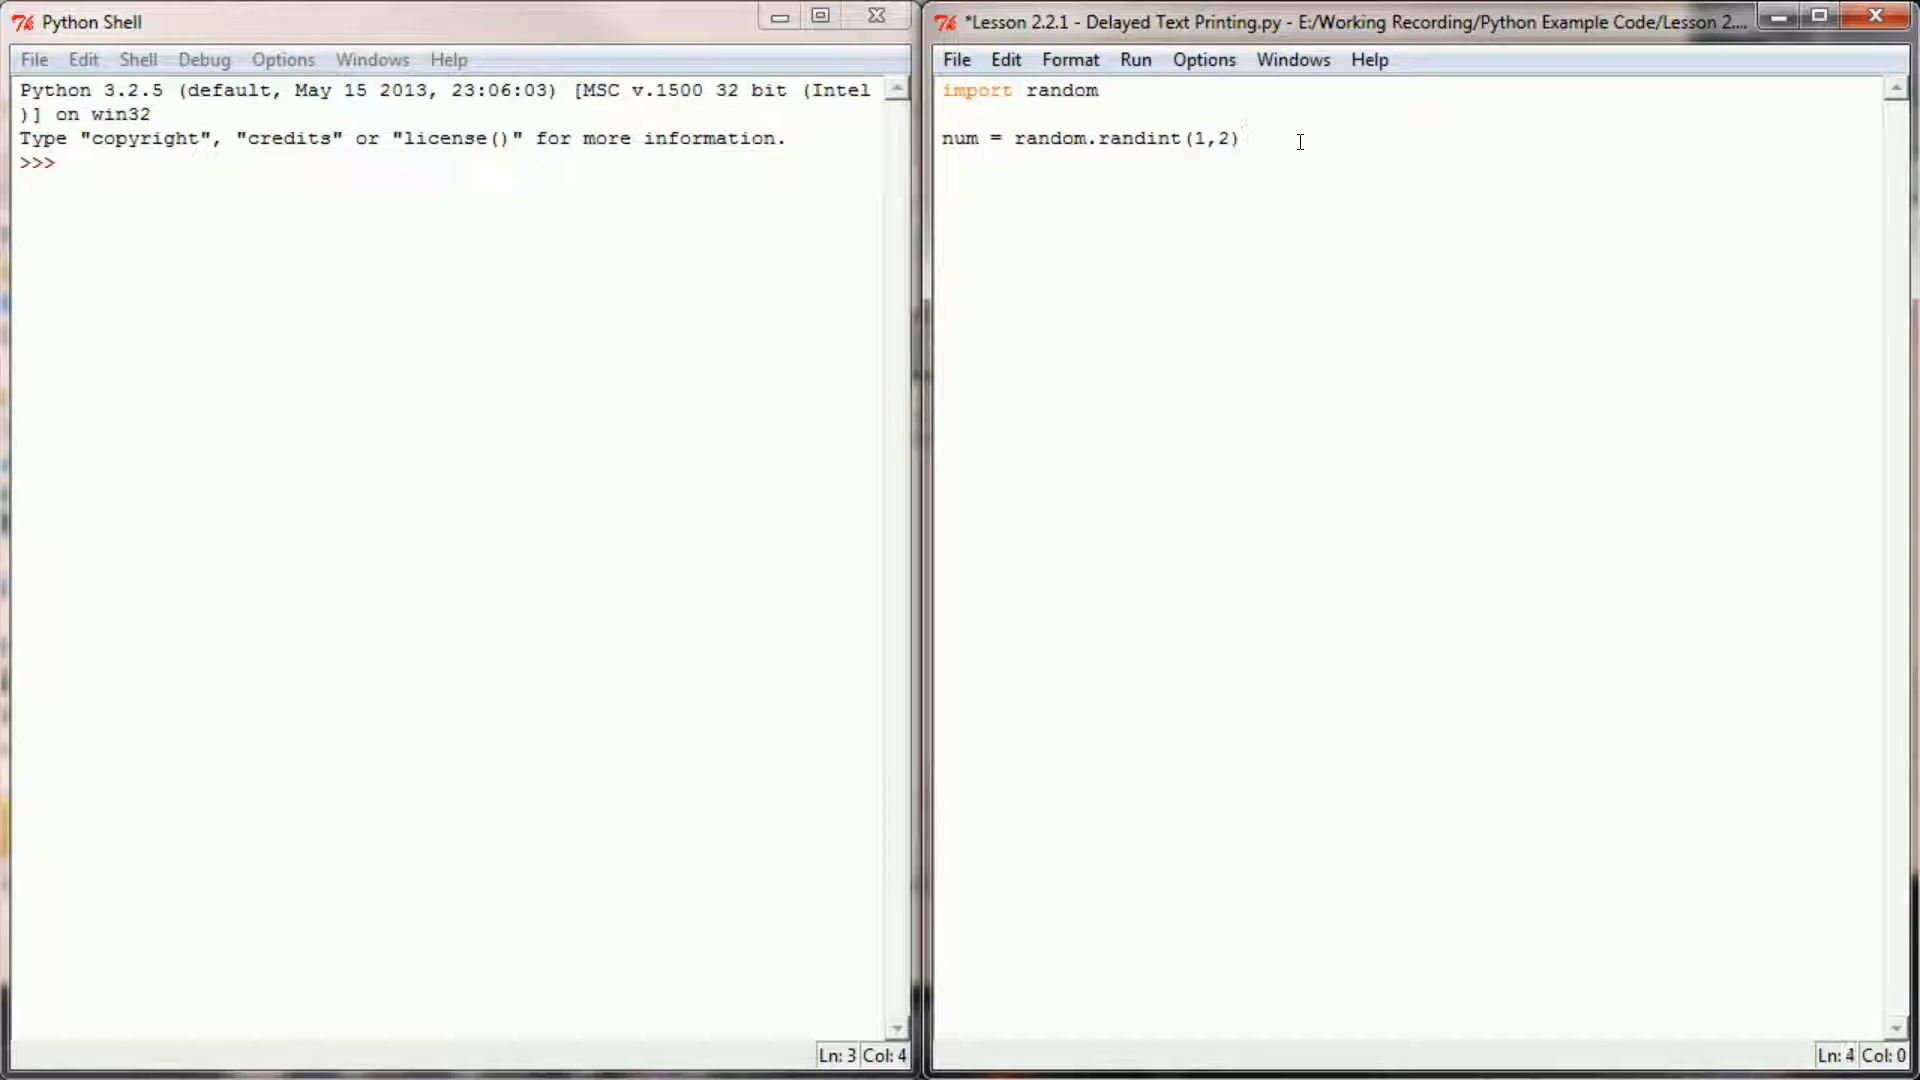 Python Shell
File Edit Shell Debug Options Windows Help
Python 3.2.5 (default, May 15 2013, 23:06:03) [MSC v.1500 32 bit (Intel
)] on win32
Type "copyright", "credits" or "license()" for more information.
>>>
Ln: 3 Col: 4
*Lesson 2.2.1 - Delayed Text Printing.py - E:/Working Recording/Python Example Code/Lesson 2....
File Edit Format Run Options Windows Help
import random
num = random.randint(1,2)
Ln: 4 Col: 0